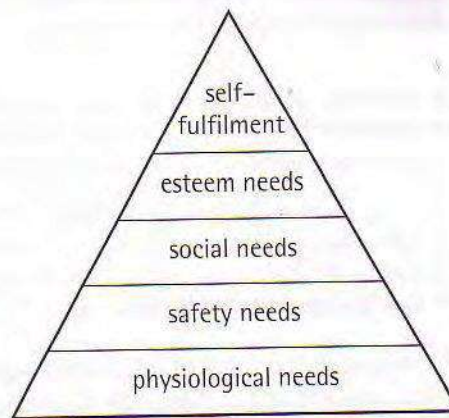 self-
fulfilment
esteem needs
social needs
safety needs
physiological needs